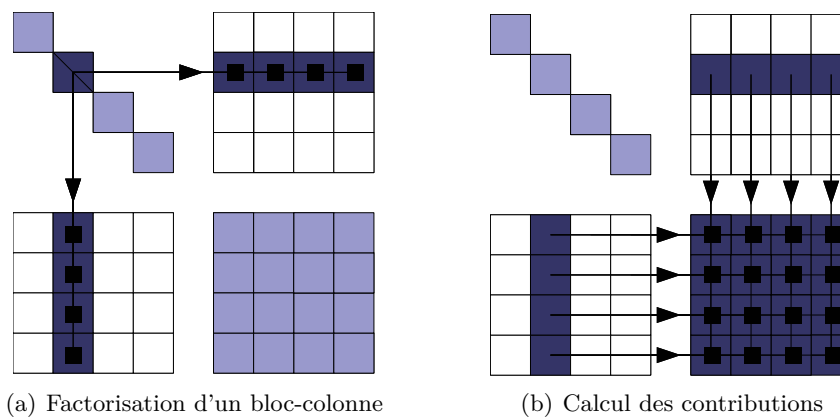 (a) Factorisation d'un bloc-colonne
(b) Calcul des contributions